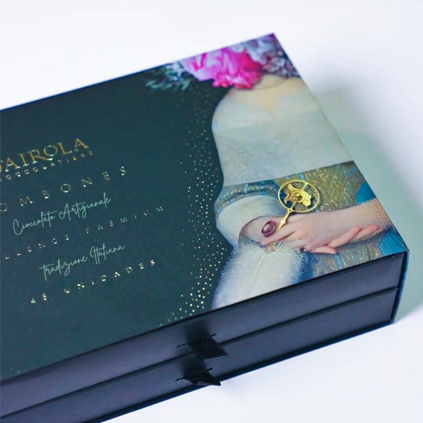 AIROLA
OMBONES
Cioccolato Artigianale
PREMIUM
Tradizione Italiana
48 UNIDADES